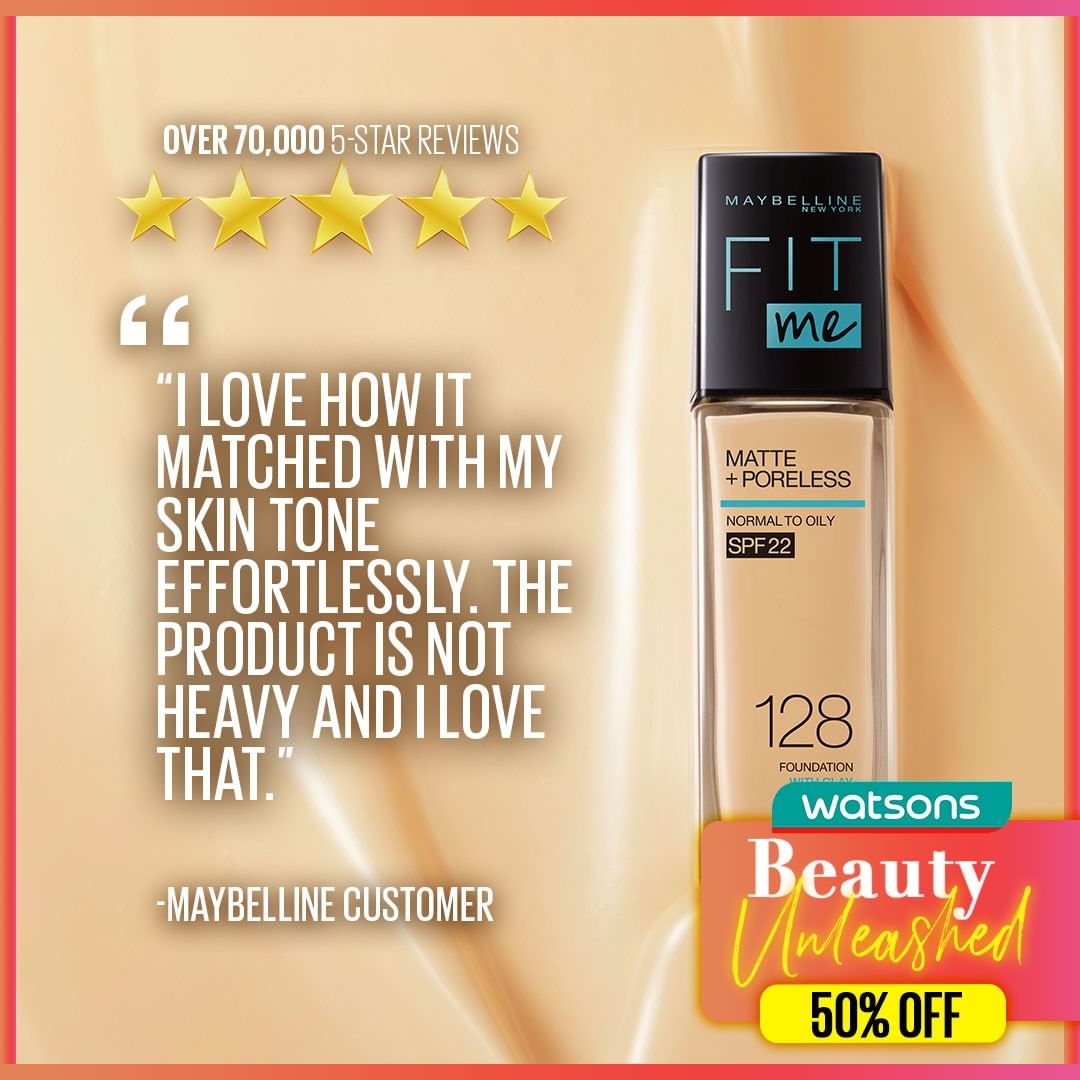 OVER 70,000 5-STAR REVIEWS
“
“I LOVE HOW IT
MATCHED WITH MY
SKIN TONE
EFFORTLESSLY. THE
PRODUCT IS NOT
HEAVY AND I LOVE
THAT.”
-MAYBELLINE CUSTOMER
MAYBELLINE
NEW YORK
FIT
me
MATTE
+ PORELESS
NORMAL TO OILY
SPF 22
128
FOUNDATION
WITH CLAY
watsons
Beauty
Unleashed
50% OFF